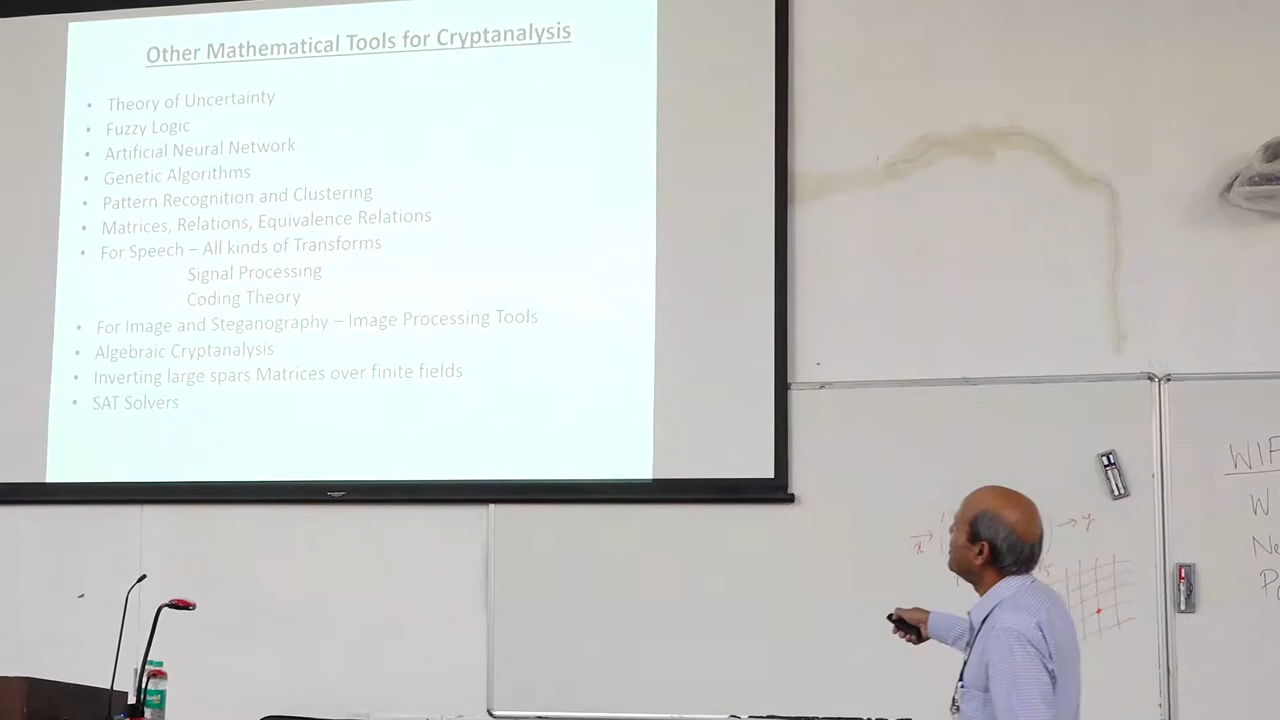 Other Mathematical Tools for Cryptanalysis
• Theory of Uncertainty
• Fuzzy Logic
• Artificial Neural Network
• Genetic Algorithms
• Pattern Recognition and Clustering
• Matrices, Relations, Equivalence Relations
• For Speech – All kinds of Transforms
Signal Processing
Coding Theory
• For Image and Steganography – Image Processing Tools
• Algebraic Cryptanalysis
• Inverting large spars Matrices over finite fields
• SAT Solvers